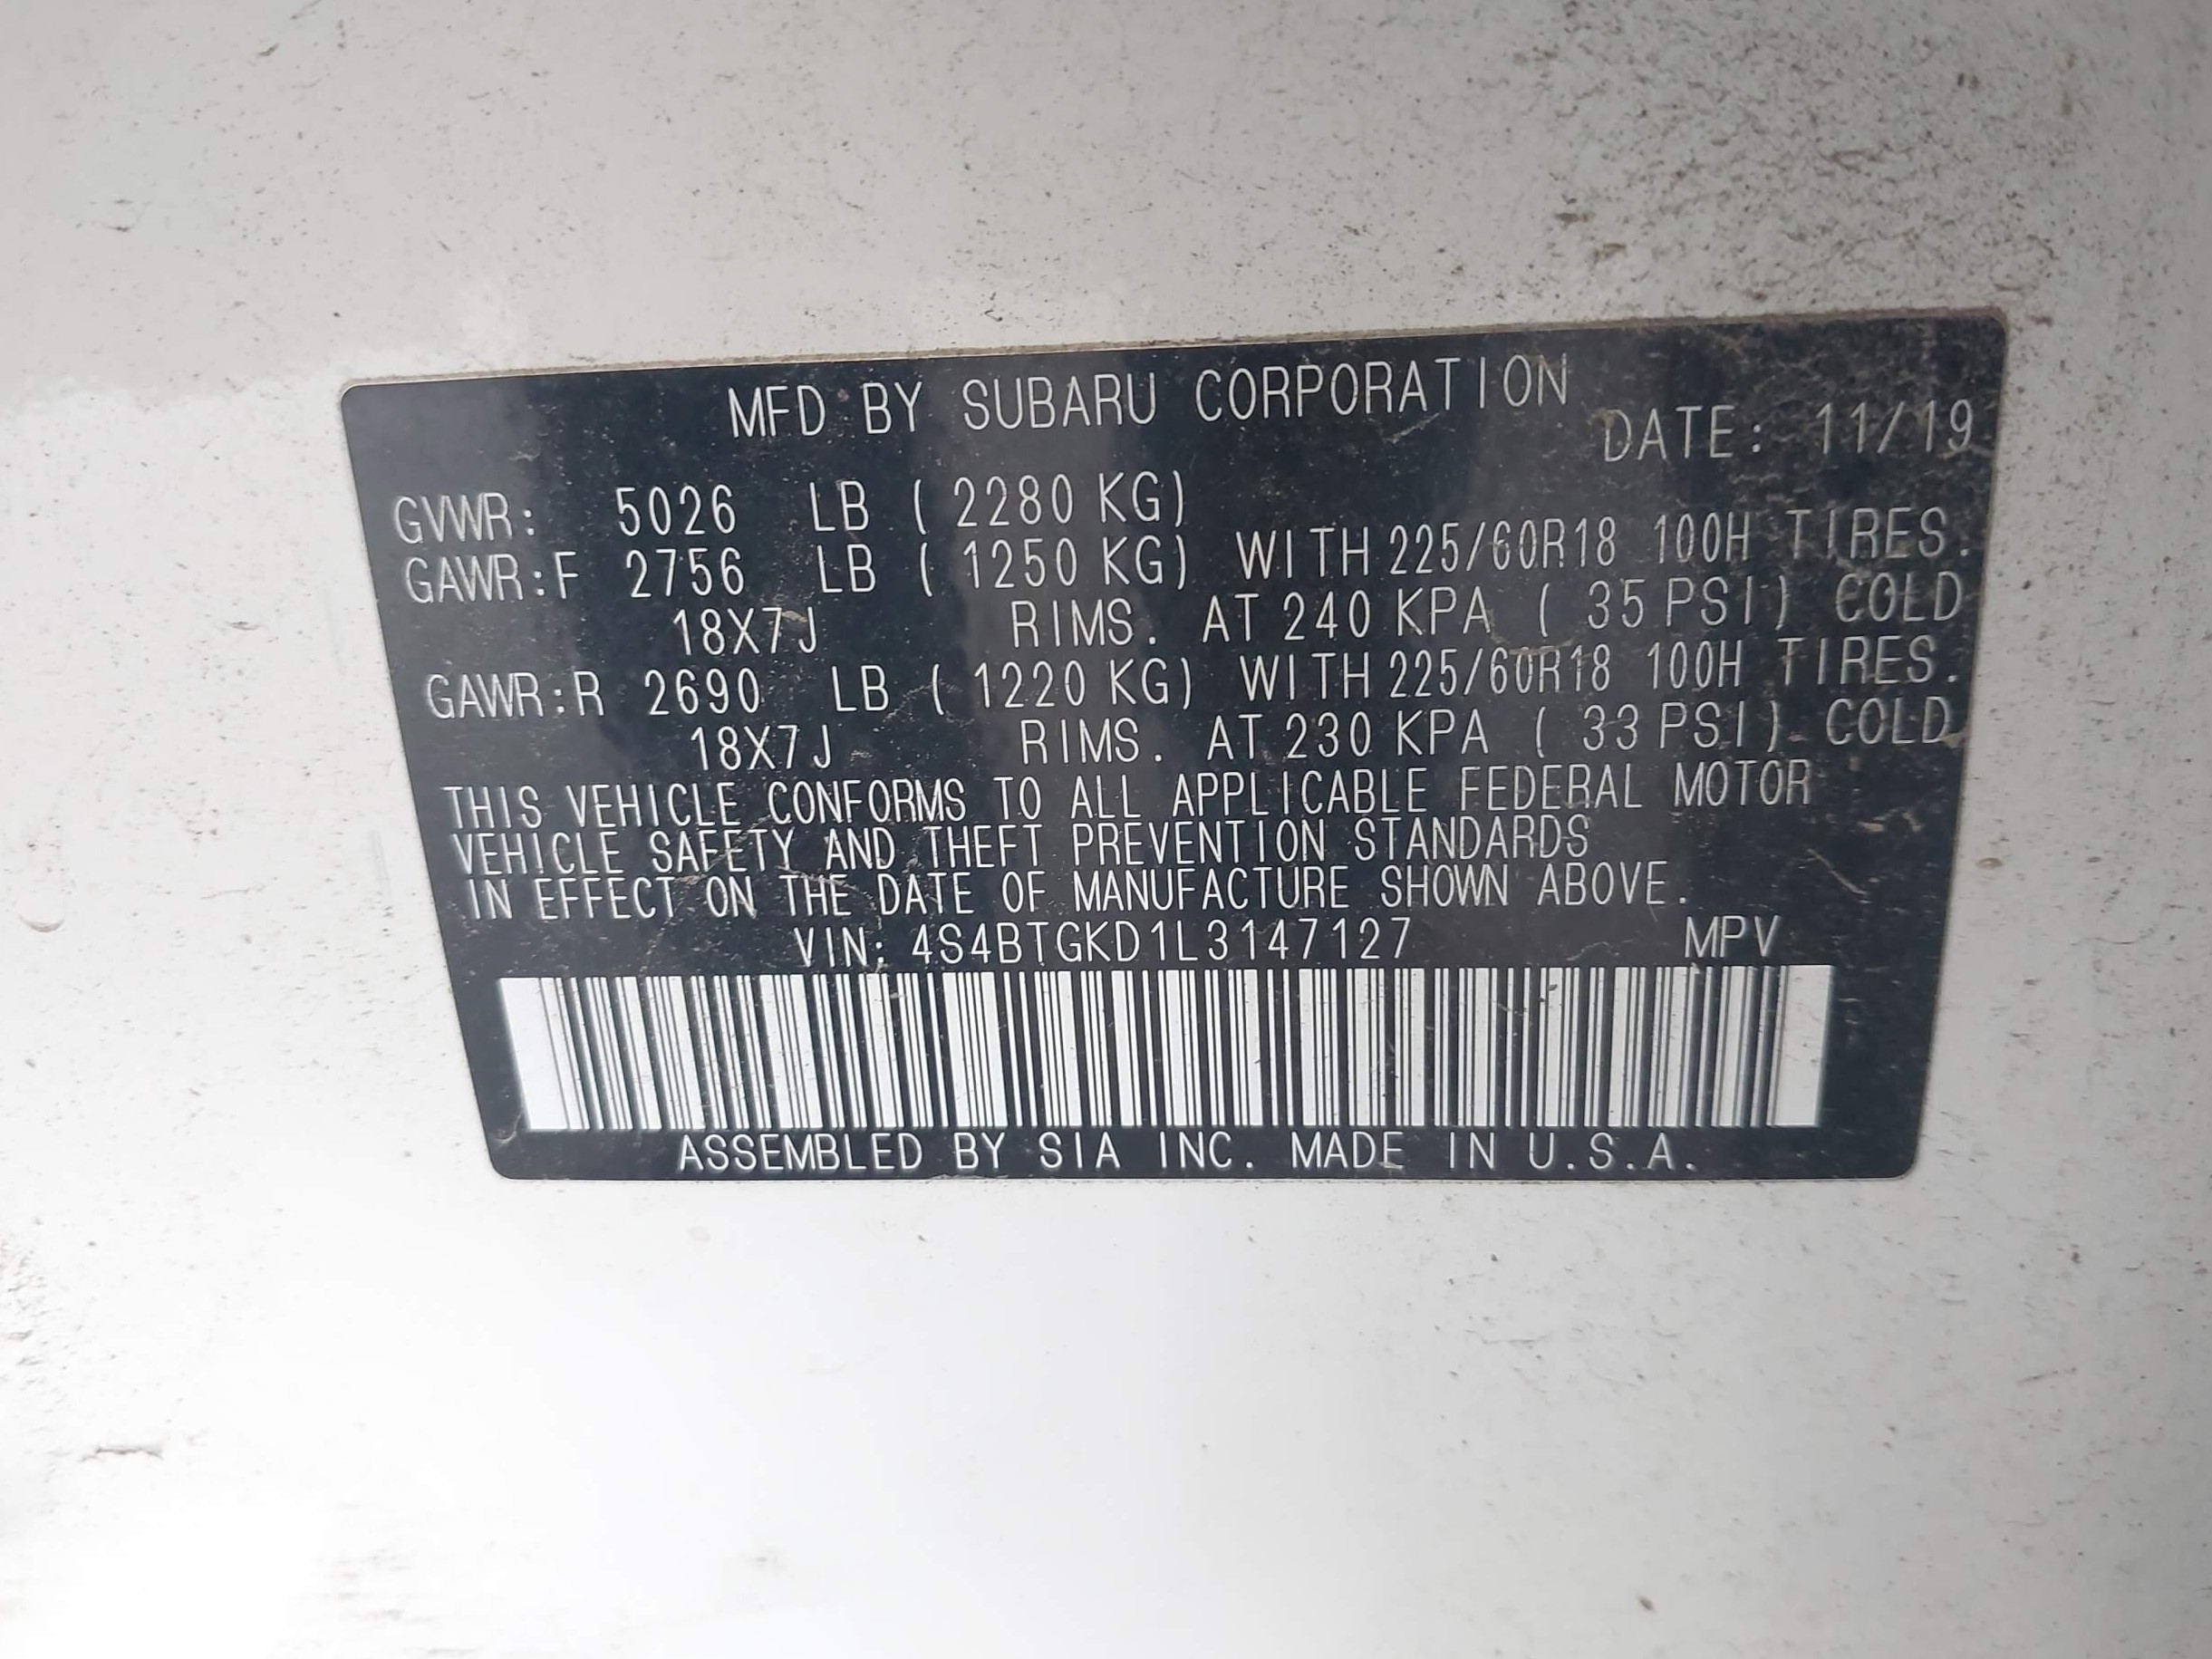 MFD BY SUBARU CORPORATION
DATE: 11/19
GVWR: 5026 LB ( 2280 KG)
GAWR:F 2756 LB ( 1250 KG) WITH 225/60R18 100H TIRES.
18X7J RIMS. AT 240 KPA ( 35 PSI) COLD
GAWR:R 2690 LB ( 1220 KG) WITH 225/60R18 100H TIRES.
18X7J RIMS. AT 230 KPA ( 33 PSI) COLD
THIS VEHICLE CONFORMS TO ALL APPLICABLE FEDERAL MOTOR
VEHICLE SAFETY AND THEFT PREVENTION STANDARDS
IN EFFECT ON THE DATE OF MANUFACTURE SHOWN ABOVE.
VIN: 4S4BTGKD1L3147127 MPV
ASSEMBLED BY SIA INC. MADE IN U.S.A.